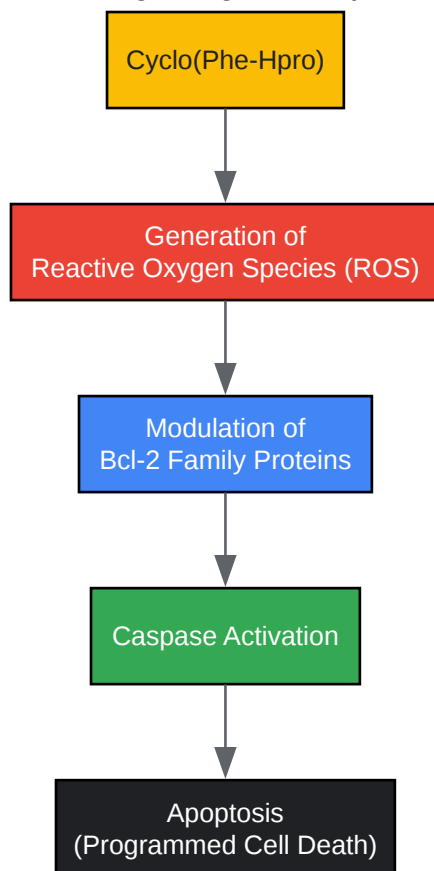 Cyclo(Phe-Hpro)
Generation of
Reactive Oxygen Species (ROS)
Modulation of
Bcl-2 Family Proteins
Caspase Activation
Apoptosis
(Programmed Cell Death)